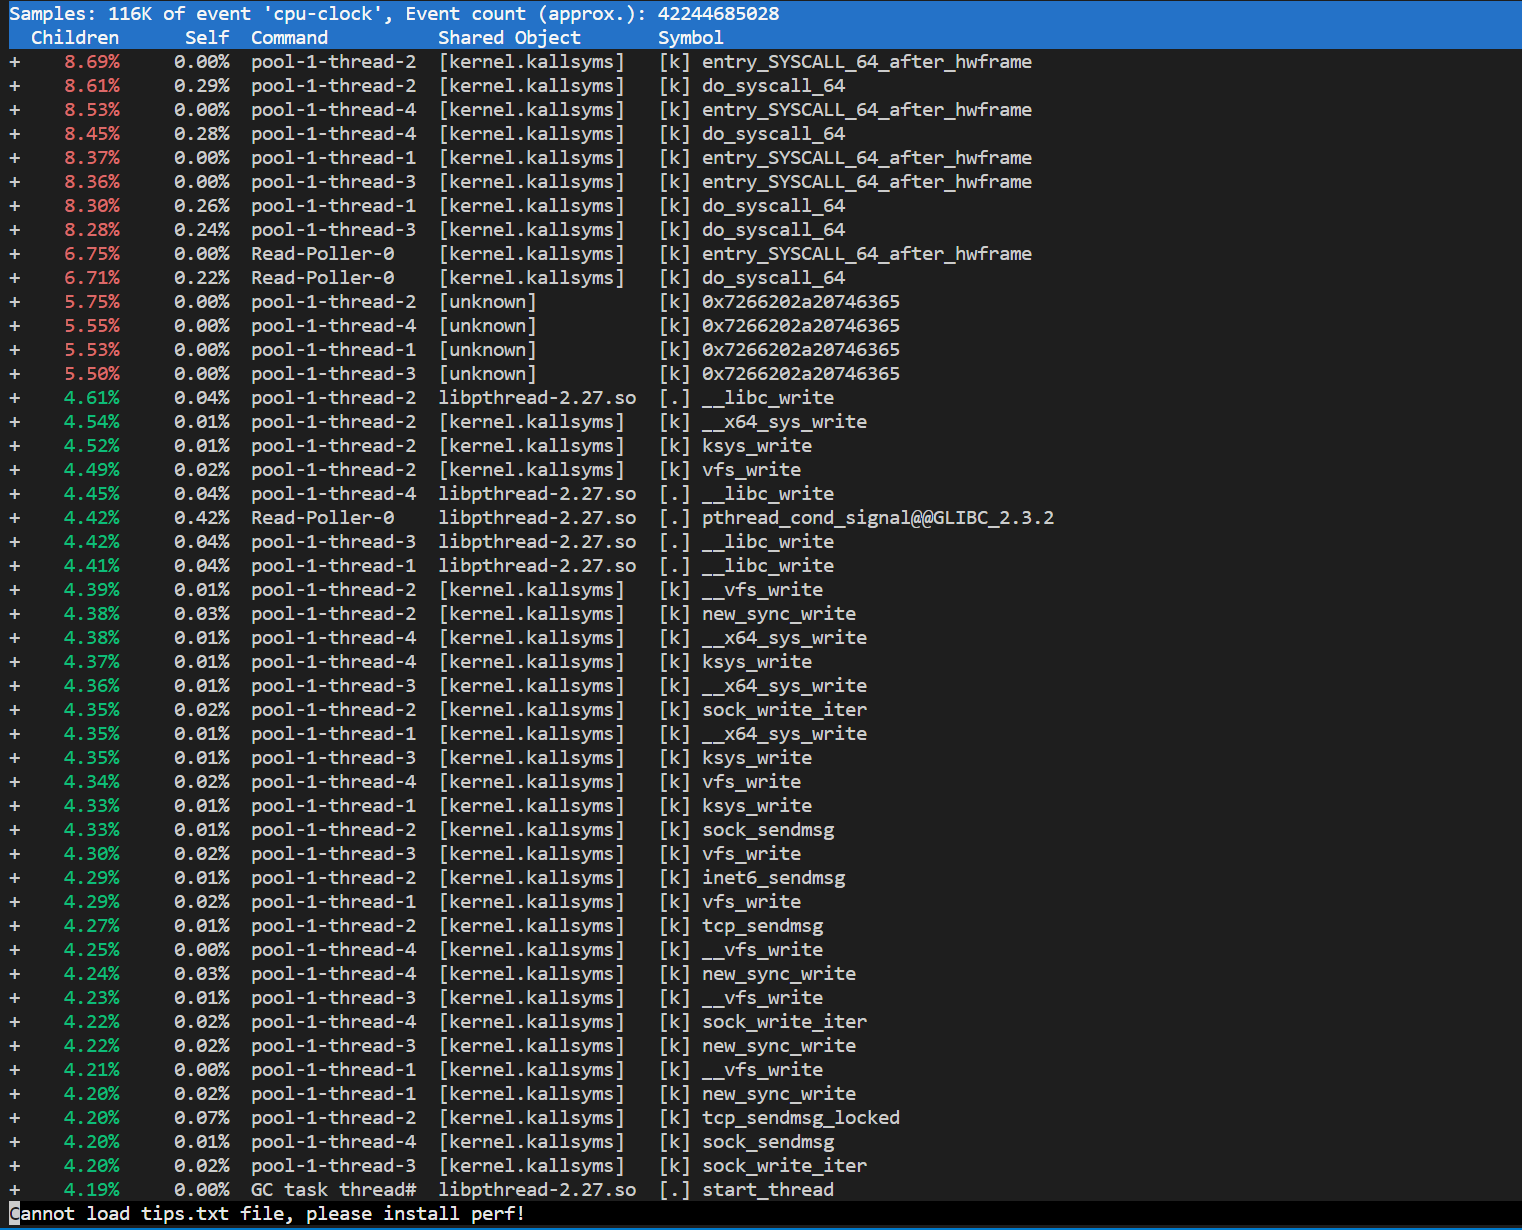 Samples: 116K of event 'cpu-clock', Event count (approx.): 42244685028
  Children      Self  Command          Shared Object       Symbol
+    8.69%     0.00%  pool-1-thread-2  [kernel.kallsyms]   [k] entry_SYSCALL_64_after_hwframe
+    8.61%     0.29%  pool-1-thread-2  [kernel.kallsyms]   [k] do_syscall_64
+    8.53%     0.00%  pool-1-thread-4  [kernel.kallsyms]   [k] entry_SYSCALL_64_after_hwframe
+    8.45%     0.28%  pool-1-thread-4  [kernel.kallsyms]   [k] do_syscall_64
+    8.37%     0.00%  pool-1-thread-1  [kernel.kallsyms]   [k] entry_SYSCALL_64_after_hwframe
+    8.36%     0.00%  pool-1-thread-3  [kernel.kallsyms]   [k] entry_SYSCALL_64_after_hwframe
+    8.30%     0.26%  pool-1-thread-1  [kernel.kallsyms]   [k] do_syscall_64
+    8.28%     0.24%  pool-1-thread-3  [kernel.kallsyms]   [k] do_syscall_64
+    6.75%     0.00%  Read-Poller-0    [kernel.kallsyms]   [k] entry_SYSCALL_64_after_hwframe
+    6.71%     0.22%  Read-Poller-0    [kernel.kallsyms]   [k] do_syscall_64
+    5.75%     0.00%  pool-1-thread-2  [unknown]           [k] 0x7266202a20746365
+    5.55%     0.00%  pool-1-thread-4  [unknown]           [k] 0x7266202a20746365
+    5.53%     0.00%  pool-1-thread-1  [unknown]           [k] 0x7266202a20746365
+    5.50%     0.00%  pool-1-thread-3  [unknown]           [k] 0x7266202a20746365
+    4.61%     0.04%  pool-1-thread-2  libpthread-2.27.so  [.] __libc_write
+    4.54%     0.01%  pool-1-thread-2  [kernel.kallsyms]   [k] __x64_sys_write
+    4.52%     0.01%  pool-1-thread-2  [kernel.kallsyms]   [k] ksys_write
+    4.49%     0.02%  pool-1-thread-2  [kernel.kallsyms]   [k] vfs_write
+    4.45%     0.04%  pool-1-thread-4  libpthread-2.27.so  [.] __libc_write
+    4.42%     0.42%  Read-Poller-0    libpthread-2.27.so  [.] pthread_cond_signal@@GLIBC_2.3.2
+    4.42%     0.04%  pool-1-thread-3  libpthread-2.27.so  [.] __libc_write
+    4.41%     0.04%  pool-1-thread-1  libpthread-2.27.so  [.] __libc_write
+    4.39%     0.01%  pool-1-thread-2  [kernel.kallsyms]   [k] __vfs_write
+    4.38%     0.03%  pool-1-thread-2  [kernel.kallsyms]   [k] new_sync_write
+    4.38%     0.01%  pool-1-thread-4  [kernel.kallsyms]   [k] __x64_sys_write
+    4.37%     0.01%  pool-1-thread-4  [kernel.kallsyms]   [k] ksys_write
+    4.36%     0.01%  pool-1-thread-3  [kernel.kallsyms]   [k] __x64_sys_write
+    4.35%     0.02%  pool-1-thread-2  [kernel.kallsyms]   [k] sock_write_iter
+    4.35%     0.01%  pool-1-thread-1  [kernel.kallsyms]   [k] __x64_sys_write
+    4.35%     0.01%  pool-1-thread-3  [kernel.kallsyms]   [k] ksys_write
+    4.34%     0.02%  pool-1-thread-4  [kernel.kallsyms]   [k] vfs_write
+    4.33%     0.01%  pool-1-thread-1  [kernel.kallsyms]   [k] ksys_write
+    4.33%     0.01%  pool-1-thread-2  [kernel.kallsyms]   [k] sock_sendmsg
+    4.30%     0.02%  pool-1-thread-3  [kernel.kallsyms]   [k] vfs_write
+    4.29%     0.01%  pool-1-thread-2  [kernel.kallsyms]   [k] inet6_sendmsg
+    4.29%     0.02%  pool-1-thread-1  [kernel.kallsyms]   [k] vfs_write
+    4.27%     0.01%  pool-1-thread-2  [kernel.kallsyms]   [k] tcp_sendmsg
+    4.25%     0.00%  pool-1-thread-4  [kernel.kallsyms]   [k] __vfs_write
+    4.24%     0.03%  pool-1-thread-4  [kernel.kallsyms]   [k] new_sync_write
+    4.23%     0.01%  pool-1-thread-3  [kernel.kallsyms]   [k] __vfs_write
+    4.22%     0.02%  pool-1-thread-4  [kernel.kallsyms]   [k] sock_write_iter
+    4.22%     0.02%  pool-1-thread-3  [kernel.kallsyms]   [k] new_sync_write
+    4.21%     0.00%  pool-1-thread-1  [kernel.kallsyms]   [k] __vfs_write
+    4.20%     0.02%  pool-1-thread-1  [kernel.kallsyms]   [k] new_sync_write
+    4.20%     0.07%  pool-1-thread-2  [kernel.kallsyms]   [k] tcp_sendmsg_locked
+    4.20%     0.01%  pool-1-thread-4  [kernel.kallsyms]   [k] sock_sendmsg
+    4.20%     0.02%  pool-1-thread-3  [kernel.kallsyms]   [k] sock_write_iter
+    4.19%     0.00%  GC task thread#  libpthread-2.27.so  [.] start_thread
Cannot load tips.txt file, please install perf!